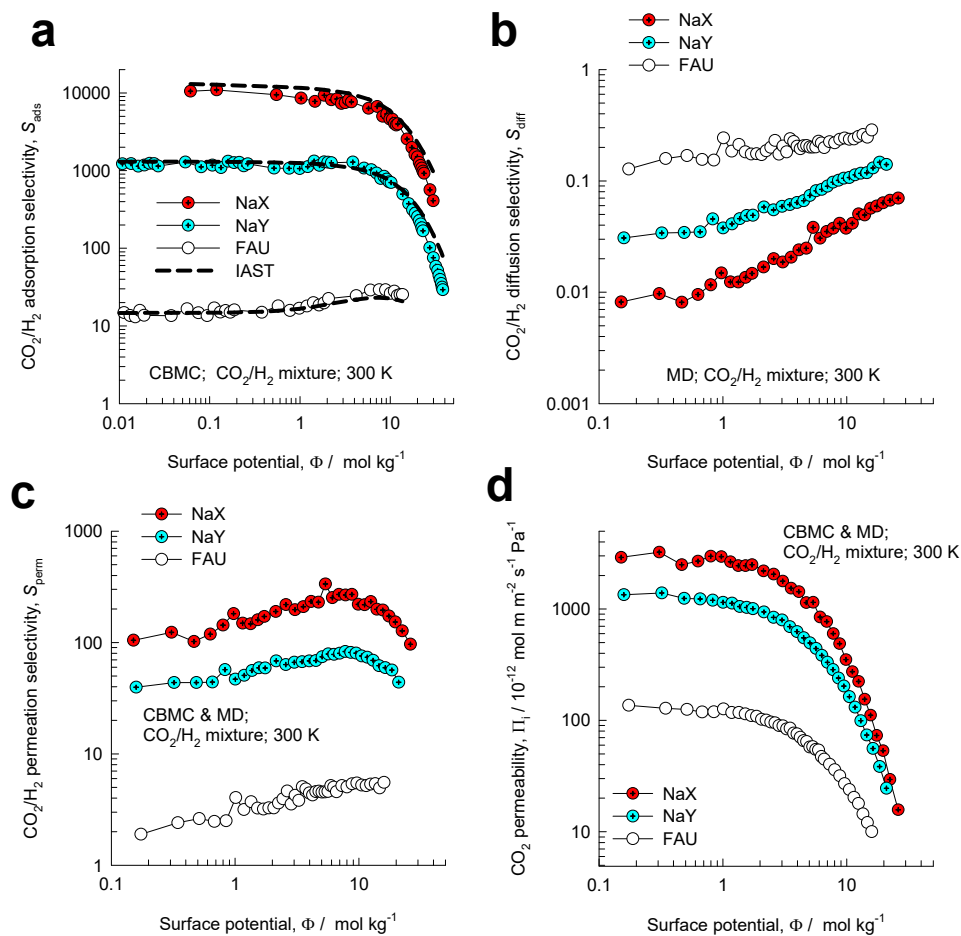 a
CO₂/H₂ adsorption selectivity, S_ads
10000
1000
100
10
1
NaX
NaY
FAU
IAST
CBMC; CO₂/H₂ mixture; 300 K
0.01
0.1
1
10
Surface potential, Φ / mol kg⁻¹
b
NaX
NaY
FAU
CO₂/H₂ diffusion selectivity, S_diff
1
0.1
0.01
0.001
MD; CO₂/H₂ mixture; 300 K
0.1
1
10
Surface potential, Φ / mol kg⁻¹
c
NaX
NaY
FAU
CO₂/H₂ permeation selectivity, S_perm
1000
100
10
1
CBMC & MD;
CO₂/H₂ mixture; 300 K
0.1
1
10
Surface potential, Φ / mol kg⁻¹
d
CO₂ permeability, Π_i / 10⁻¹² mol m m⁻² s⁻¹ Pa⁻¹
CBMC & MD;
CO₂/H₂ mixture; 300 K
1000
100
10
NaX
NaY
FAU
0.1
1
10
Surface potential, Φ / mol kg⁻¹